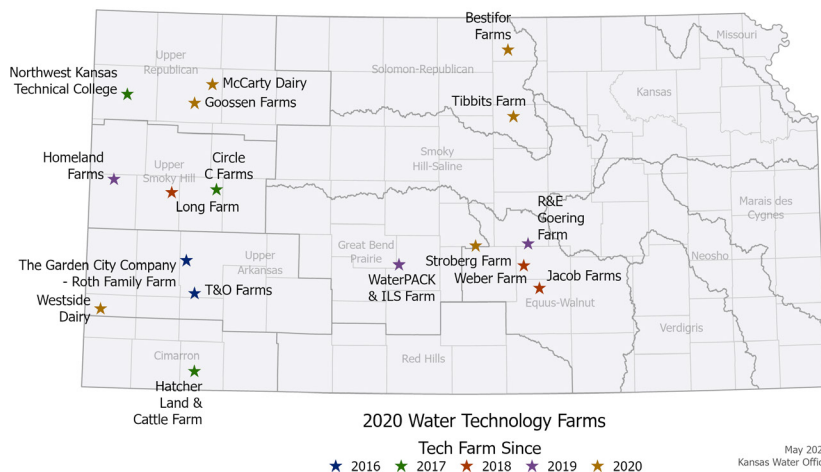 Bestifor
Farms
Missouri
Upper
Republican
Solomon-Republican
Northwest Kansas
Technical College
McCarty Dairy
Goossen Farms
Kansas
Tibbits Farm
Homeland
Farms
Upper
Smoky Hill
Circle
C Farms
Long Farm
Smoky
Hill-Saline
R&E
Goering
Farm
Marais des
Cygnes
The Garden City Company
- Roth Family Farm
Upper
Arkansas
Great Bend
Prairie
Stroberg Farm
Weber Farm
Neosho
T&O Farms
WaterPACK
& ILS Farm
Jacob Farms
Equus-Walnut
Westside
Dairy
Verdigris
Cimarron
Red Hills
Hatcher
Land &
Cattle Farm
2020 Water Technology Farms
Tech Farm Since
2016 2017 2018 2019 2020
May 202
Kansas Water Offic